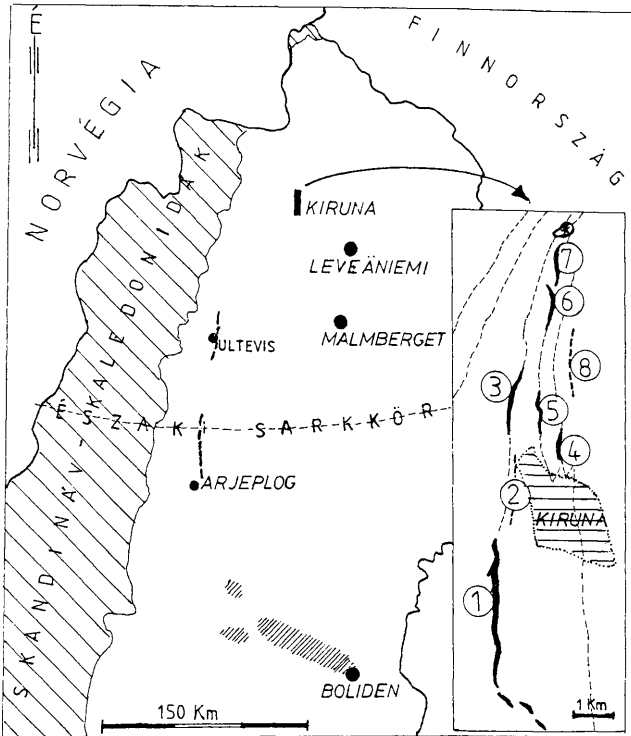 É
NORVÉGIA
FINNORSZÁG
SKANDINÁV-KALEDONIDÁK
KIRUNA
LEVEÄNIEMI
ULTEVIS
MALMBERGET
ÉSZAK SARKKÖR
ARJEPLOG
BOLIDEN
150 Km
7
6
8
3
5
4
2
KIRUNA
1
1 Km